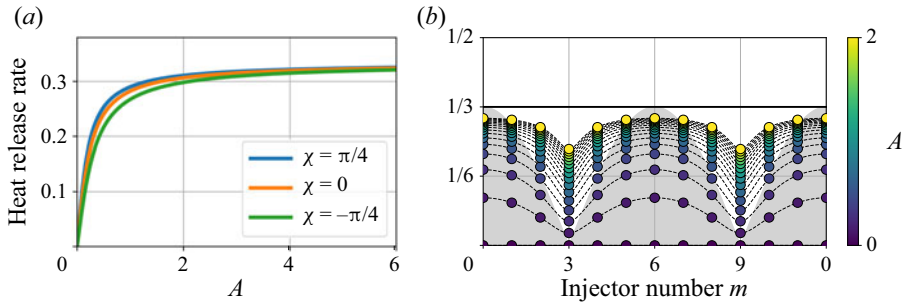 (a)
Heat release rate
0.3
0.2
0.1
0
2
4
6
A
χ = π/4
χ = 0
χ = −π/4
(b)
1/2
1/3
1/6
0
3
6
9
0
Injector number m
2
A
0